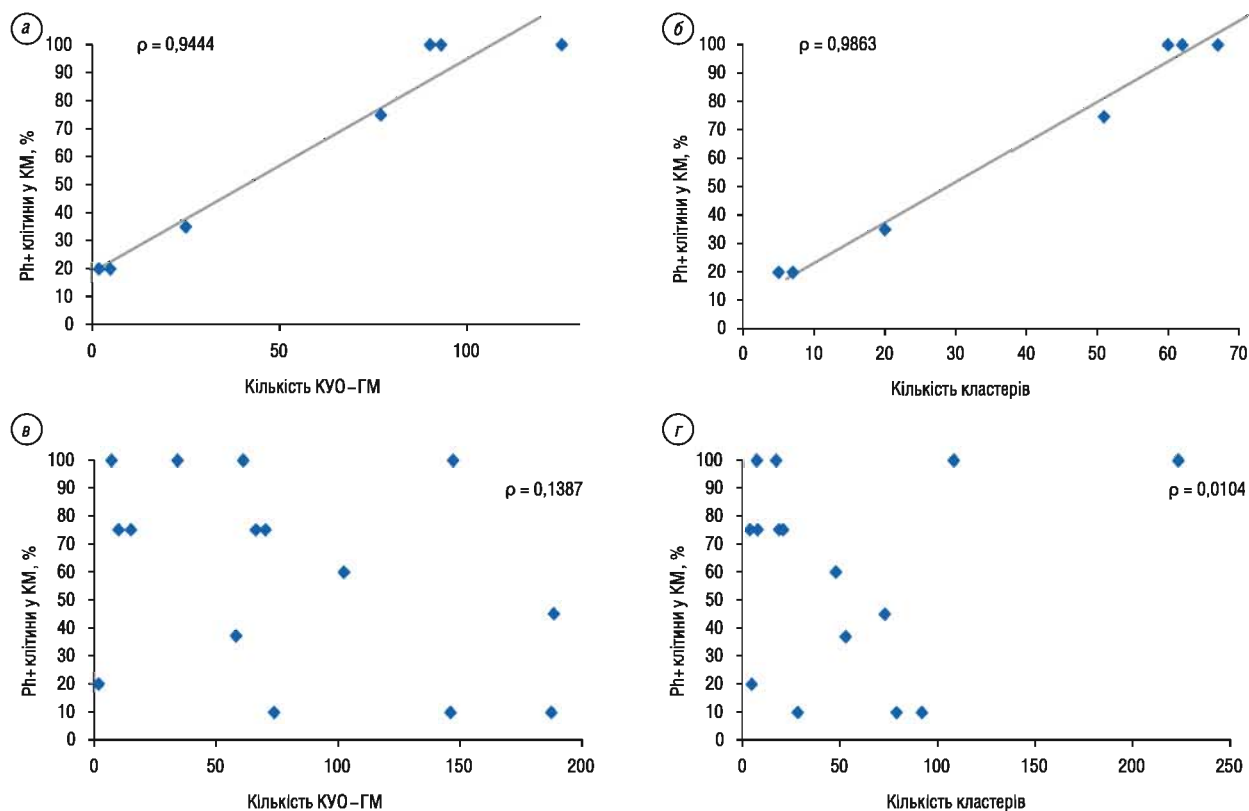 а
ρ = 0,9444
Ph+ клітини у КМ, %
100
90
80
70
60
50
40
30
20
10
0
0 50 100
Кількість КУО–ГМ
б
ρ = 0,9863
Ph+ клітини у КМ, %
100
90
80
70
60
50
40
30
20
10
0
0 10 20 30 40 50 60 70
Кількість кластерів
в
ρ = 0,1387
Ph+ клітини у КМ, %
100
90
80
70
60
50
40
30
20
10
0
0 50 100 150 200
Кількість КУО–ГМ
г
ρ = 0,0104
Ph+ клітини у КМ, %
100
90
80
70
60
50
40
30
20
10
0
0 50 100 150 200 250
Кількість кластерів